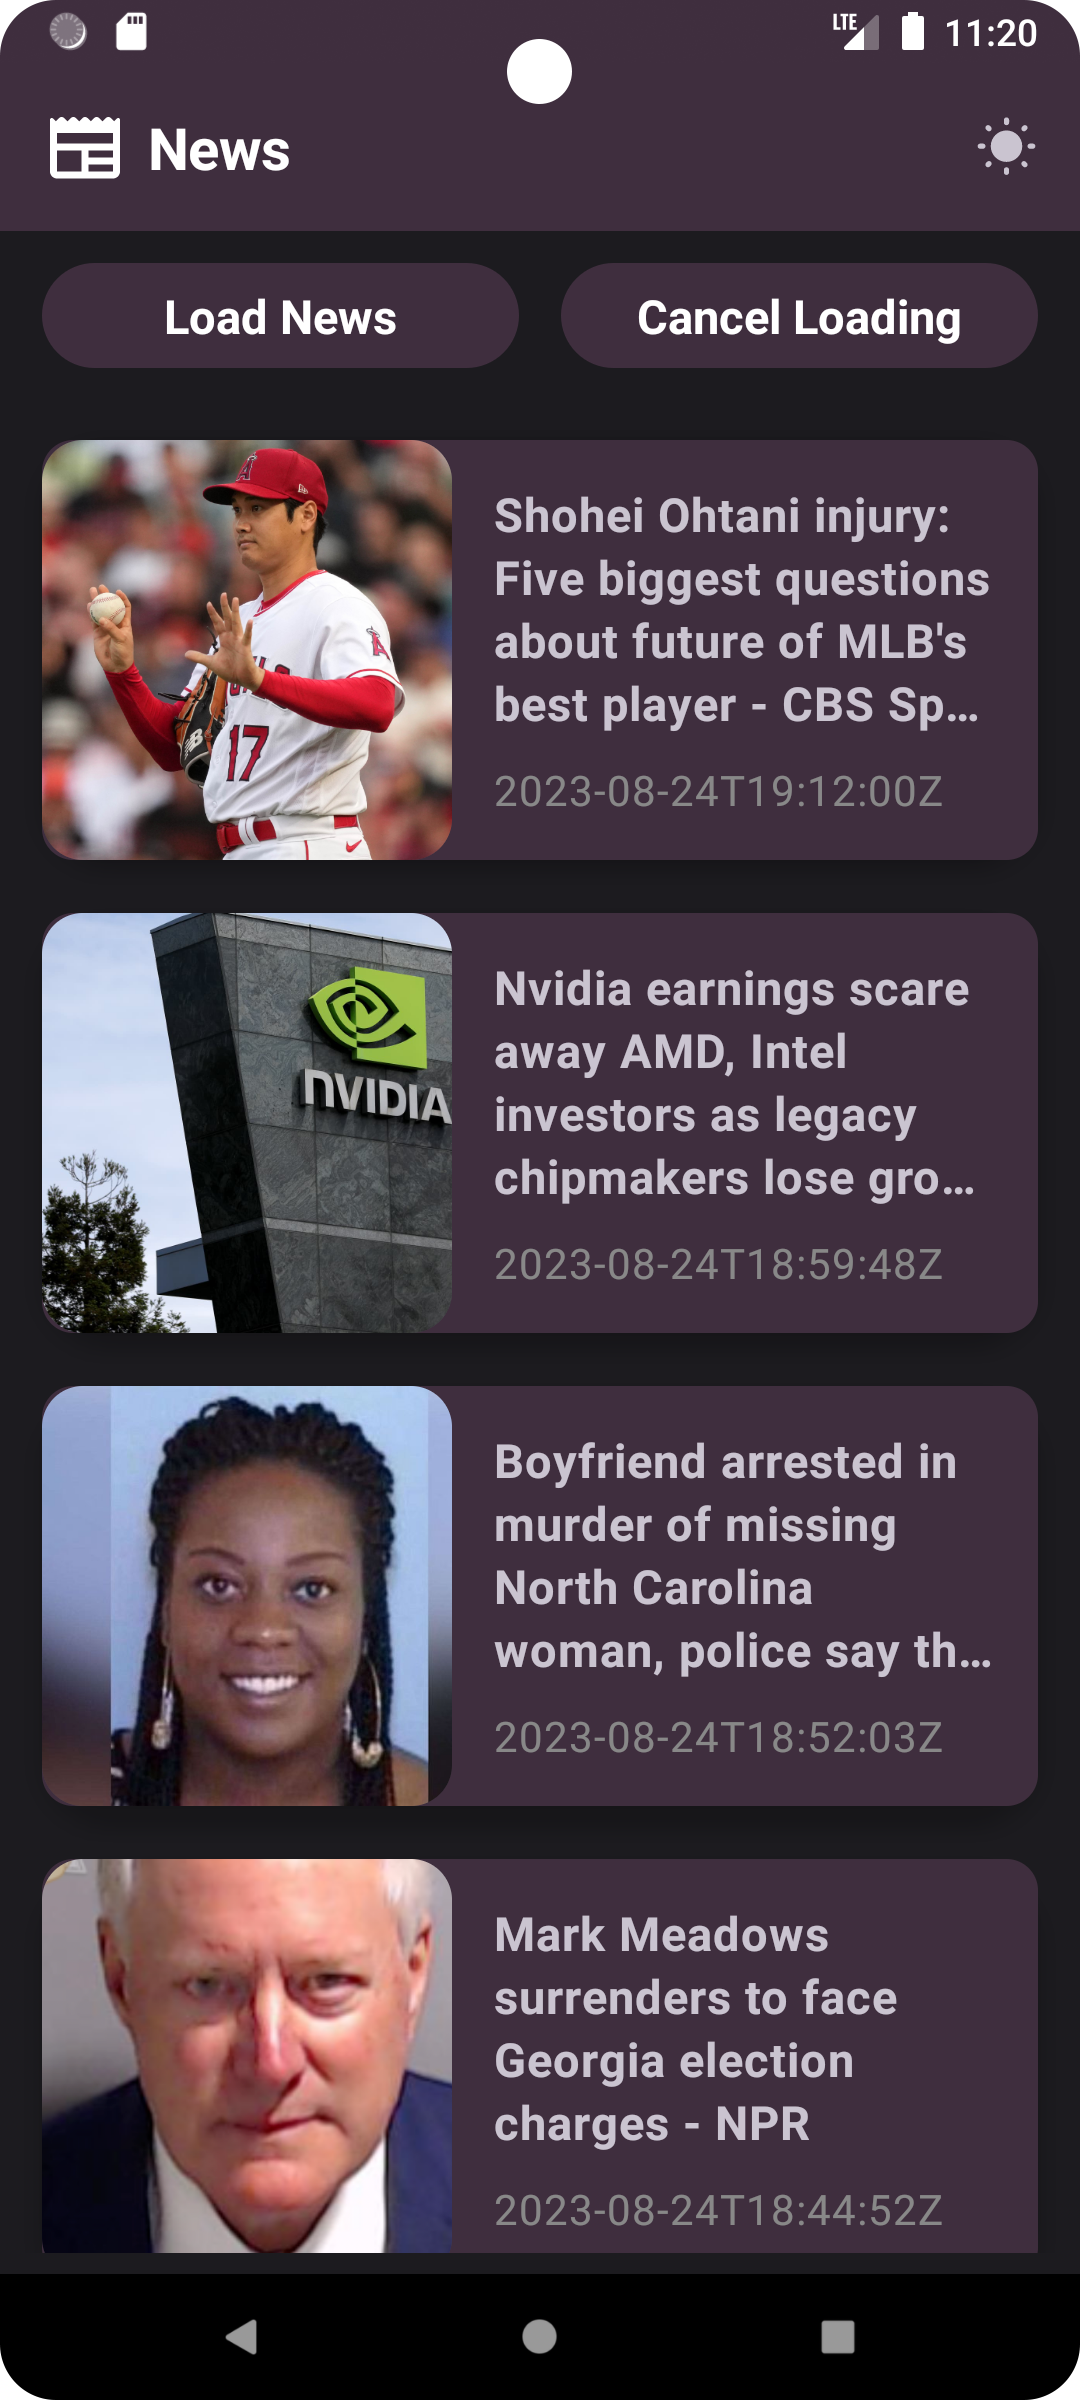 LTE 11:20
News
Load News
Cancel Loading
Shohei Ohtani injury:
Five biggest questions
about future of MLB's
best player - CBS Sp…
2023-08-24T19:12:00Z
A
A
17
NB
Nvidia earnings scare
away AMD, Intel
investors as legacy
chipmakers lose gro…
2023-08-24T18:59:48Z
NVIDIA
Boyfriend arrested in
murder of missing
North Carolina
woman, police say th…
2023-08-24T18:52:03Z
Mark Meadows
surrenders to face
Georgia election
charges - NPR
2023-08-24T18:44:52Z